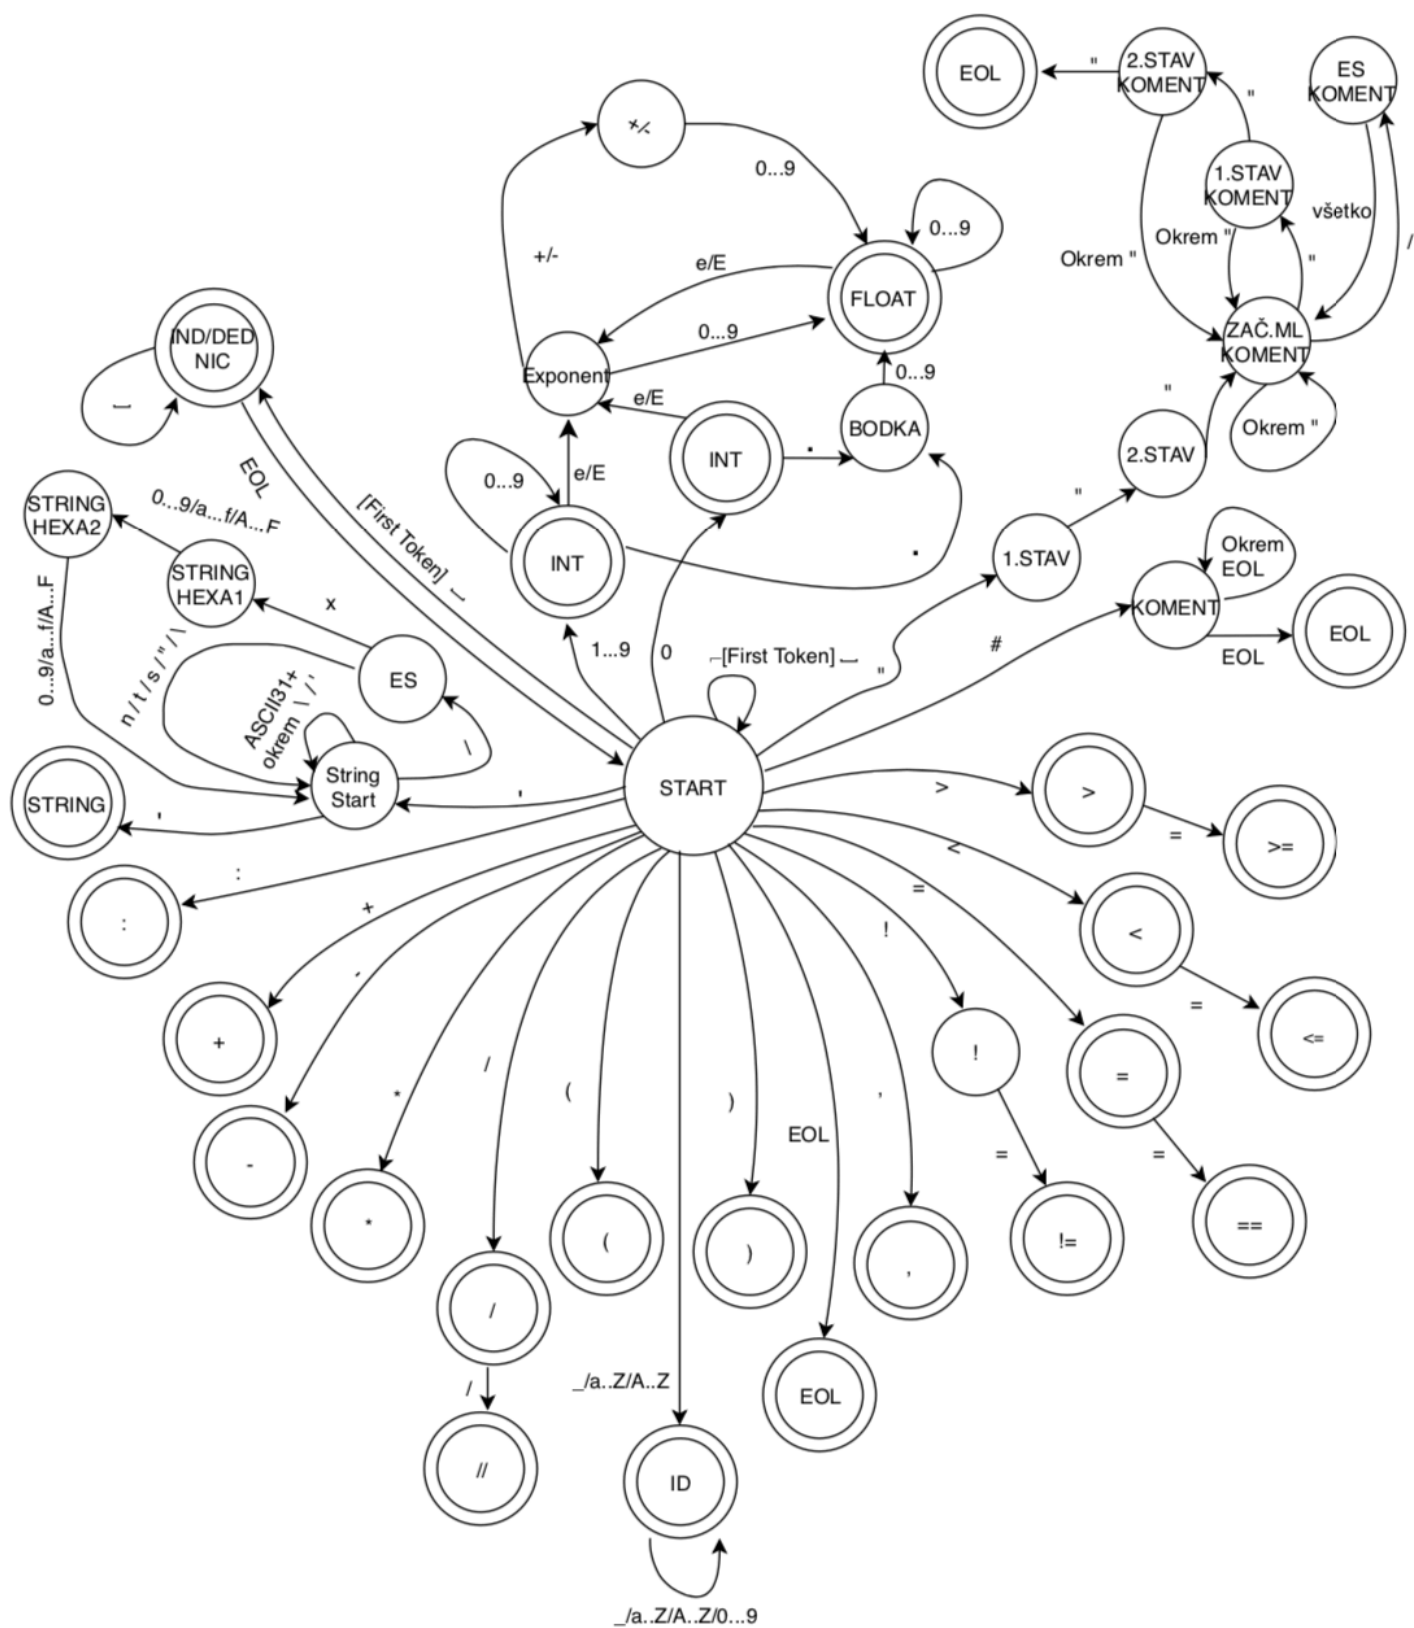 EOL
"
2.STAV
KOMENT
ES
KOMENT
"
+/-
0...9
1.STAV
KOMENT
všetko
/
0...9
Okrem "
Okrem "
"
+/-
e/E
FLOAT
0...9
ZAČ.ML
KOMENT
IND/DED
NIC
Exponent
e/E
0...9
"
Okrem "
BODKA
.
INT
2.STAV
EOL
[First Token] ⎵
0...9
e/E
"
STRING
HEXA2
0...9/a...f/A...F
INT
.
1.STAV
Okrem
EOL
STRING
HEXA1
x
KOMENT
EOL
EOL
0...9/a...f/A...F
n / t / s / " / \
ES
1...9
0
⌐[First Token] ⎵
"
#
ASCII31+
okrem \ / '
\
String
Start
'
START
>
>
=
>=
STRING
'
:
:
<
<
=
<=
+
+
-
-
*
*
/
/
/
//
(
(
)
)
EOL
EOL
,
,
!
!
=
!=
=
=
=
==
_/a..Z/A..Z
ID
_/a..Z/A..Z/0...9